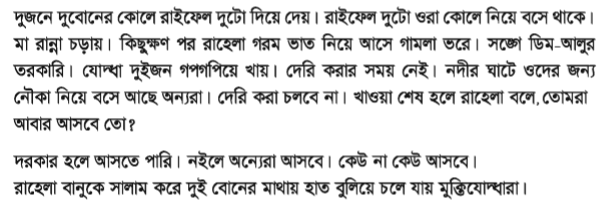 দুজনে দুবোনের কোলে রাইফেল দুটো দিয়ে দেয়। রাইফেল দুটো ওরা কোলে নিয়ে বসে থাকে।
মা রান্না চড়ায়। কিছুক্ষণ পর রাহেলা গরম ভাত নিয়ে আসে গামলা ভরে। সঙ্গে ডিম-আলুর
তরকারি। যোদ্ধা দুইজন গপগপিয়ে খায়। দেরি করার সময় নেই। নদীর ঘাটে ওদের জন্য
নৌকা নিয়ে বসে আছে অন্যরা। দেরি করা চলবে না। খাওয়া শেষ হলে রাহেলা বলে, তোমরা
আবার আসবে তো?
দরকার হলে আসতে পারি। নইলে অন্যেরা আসবে। কেউ না কেউ আসবে।
রাহেলা বানুকে সালাম করে দুই বোনের মাথায় হাত বুলিয়ে চলে যায় মুক্তিযোদ্ধারা।